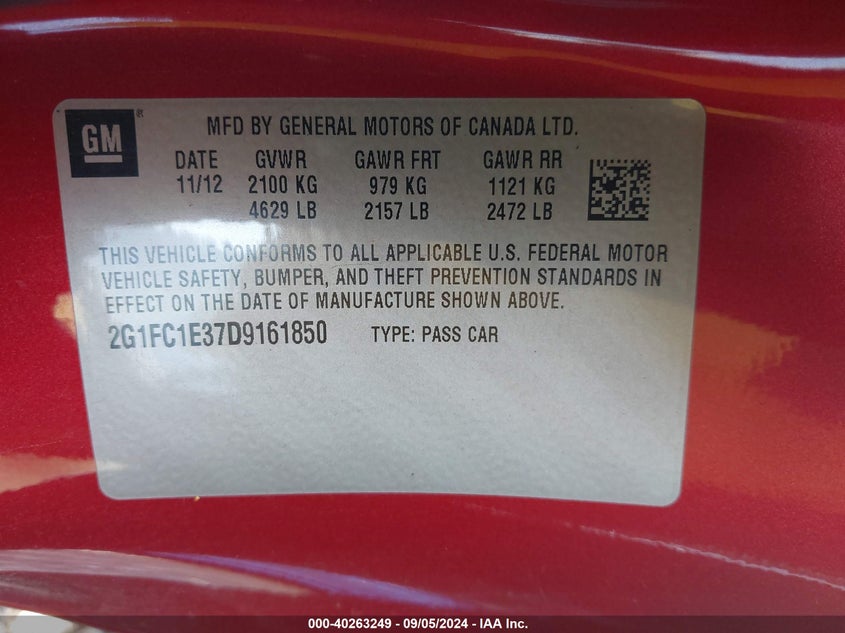 GM ®
MFD BY GENERAL MOTORS OF CANADA LTD.
DATE GVWR GAWR FRT GAWR RR
11/12 2100 KG 979 KG 1121 KG
4629 LB 2157 LB 2472 LB
THIS VEHICLE CONFORMS TO ALL APPLICABLE U.S. FEDERAL MOTOR
VEHICLE SAFETY, BUMPER, AND THEFT PREVENTION STANDARDS IN
EFFECT ON THE DATE OF MANUFACTURE SHOWN ABOVE.
2G1FC1E37D9161850 TYPE: PASS CAR
000-40263249 - 09/05/2024 - IAA Inc.